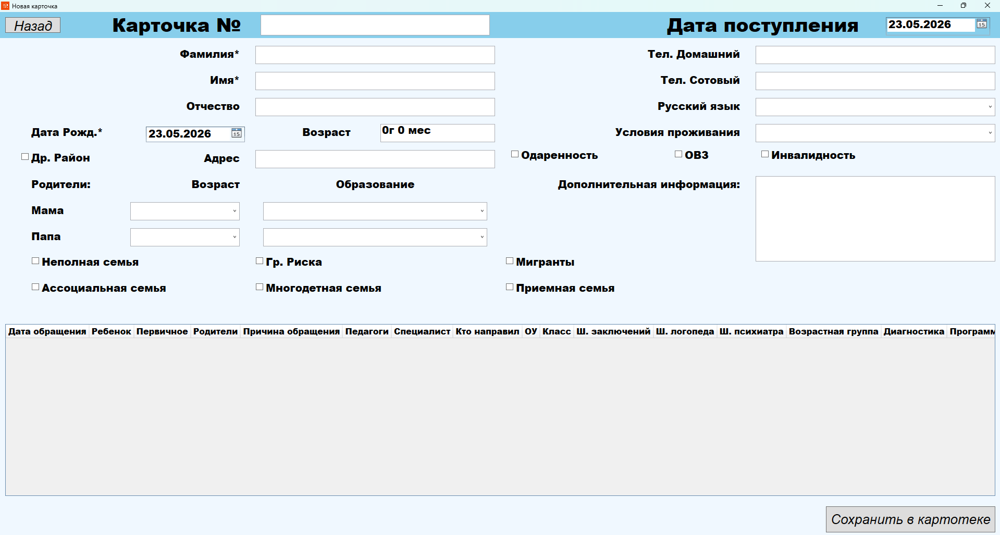 Новая карточка
Назад Карточка № Дата поступления 23.05.2026 15
Фамилия* Тел. Домашний
Имя* Тел. Сотовый
Отчество Русский язык
Дата Рожд.* 23.05.2026 15 Возраст 0г 0 мес Условия проживания
Др. Район Адрес Одаренность ОВЗ Инвалидность
Родители: Возраст Образование Дополнительная информация:
Мама
Папа
Неполная семья Гр. Риска Мигранты
Ассоциальная семья Многодетная семья Приемная семья
Дата обращения Ребенок Первичное Родители Причина обращения Педагоги Специалист Кто направил ОУ Класс Ш. заключений Ш. логопеда Ш. психиатра Возрастная группа Диагностика Программ
Сохранить в картотеке